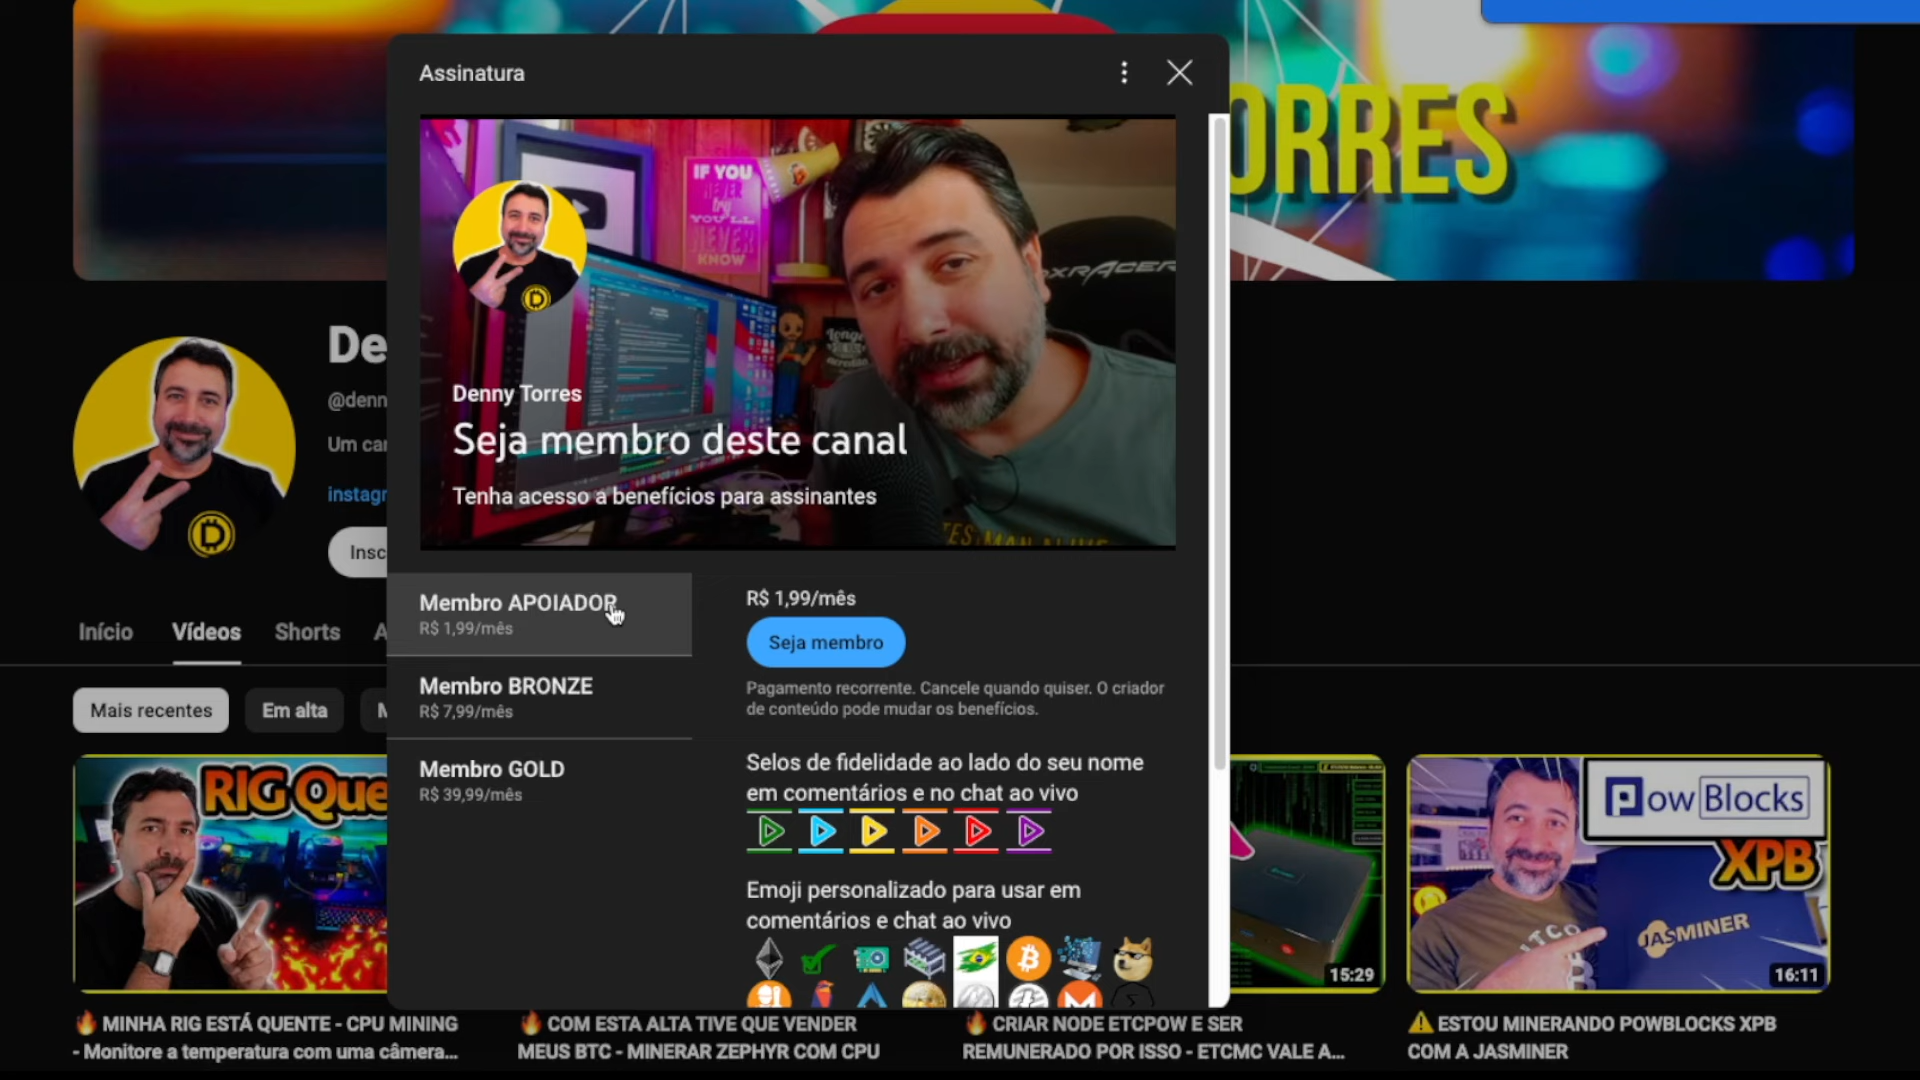 ORRES
Assinatura
IF YOU
NEVER
try
YOU'LL
NEVER
KNOW
DXRACER
Denny Torres
Seja membro deste canal
Tenha acesso a benefícios para assinantes
De
@denn
Um car
instagr
Insc
Início
Vídeos
Shorts
A
Mais recentes
Em alta
M
Membro APOIADOR
R$ 1,99/mês
Membro BRONZE
R$ 7,99/mês
Membro GOLD
R$ 39,99/mês
R$ 1,99/mês
Seja membro
Pagamento recorrente. Cancele quando quiser. O criador
de conteúdo pode mudar os benefícios.
Selos de fidelidade ao lado do seu nome
em comentários e no chat ao vivo
Emoji personalizado para usar em
comentários e chat ao vivo
RIG Que
PowBlocks
XPB
JASMINER
15:29
16:11
🔥 MINHA RIG ESTÁ QUENTE - CPU MINING
- Monitore a temperatura com uma câmera...
🔥 COM ESTA ALTA TIVE QUE VENDER
MEUS BTC - MINERAR ZEPHYR COM CPU
🔥 CRIAR NODE ETCPOW E SER
REMUNERADO POR ISSO - ETCMC VALE A...
⚠️ ESTOU MINERANDO POWBLOCKS XPB
COM A JASMINER